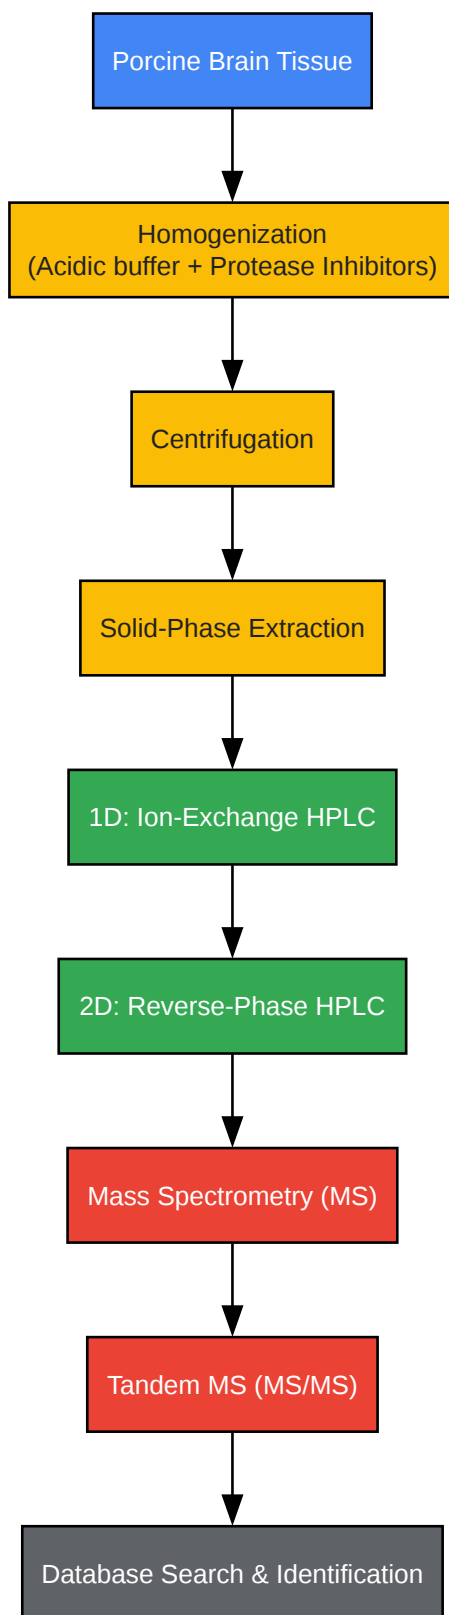 Porcine Brain Tissue
Homogenization
(Acidic buffer + Protease Inhibitors)
Centrifugation
Solid-Phase Extraction
1D: Ion-Exchange HPLC
2D: Reverse-Phase HPLC
Mass Spectrometry (MS)
Tandem MS (MS/MS)
Database Search & Identification